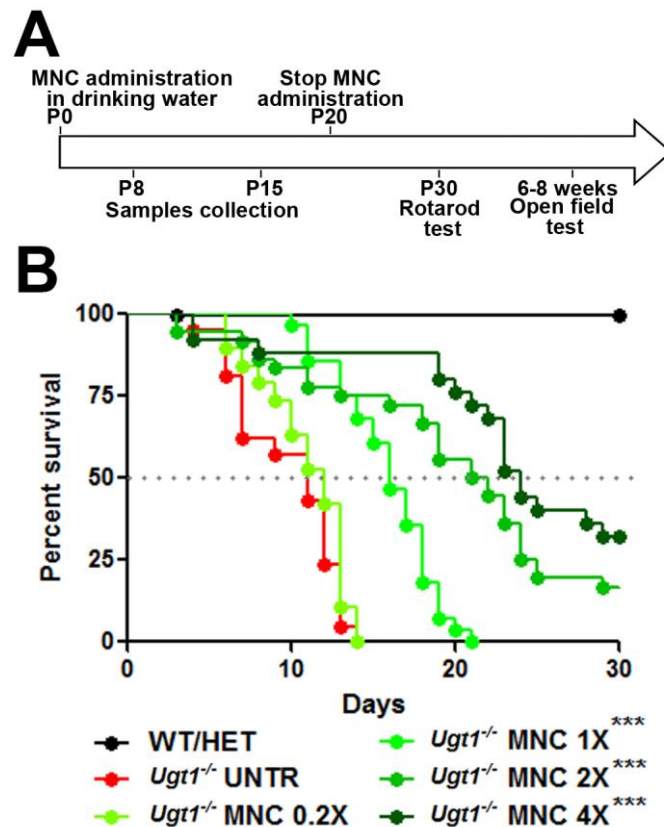 A
MNC administration
in drinking water
P0
Stop MNC
administration
P20
P8
P15
Samples collection
P30
Rotarod
test
6-8 weeks
Open field
test
B
Percent survival
100
75
50
25
0
0 10 20 30
Days
WT/HET
Ugt1-/- UNTR
Ugt1-/- MNC 0.2X
Ugt1-/- MNC 1X***
Ugt1-/- MNC 2X***
Ugt1-/- MNC 4X***